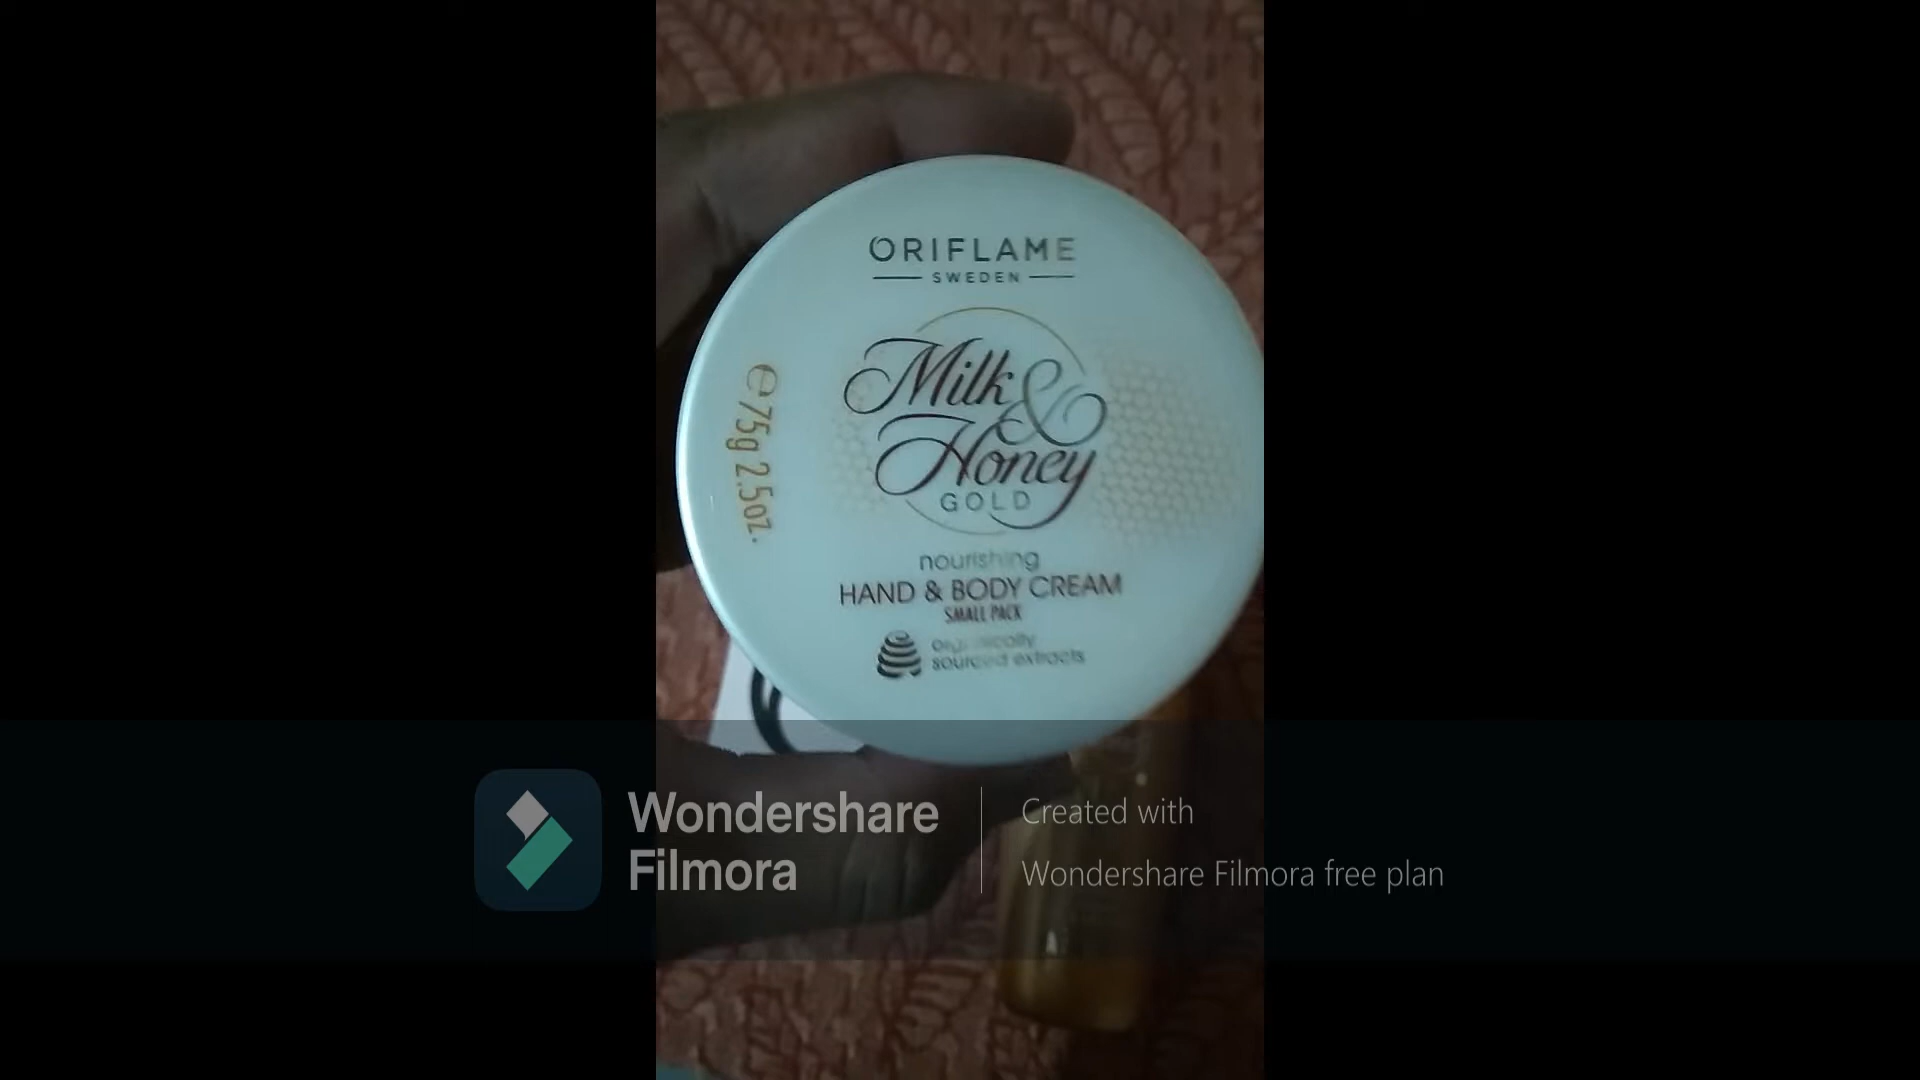 ORIFLAME
SWEDEN
Milk &
Honey
GOLD
nourishing
HAND & BODY CREAM
SMALL PACK
organically
sourced extracts
℮ 75g 2.5oz.
Wondershare
Filmora
Created with
Wondershare Filmora free plan